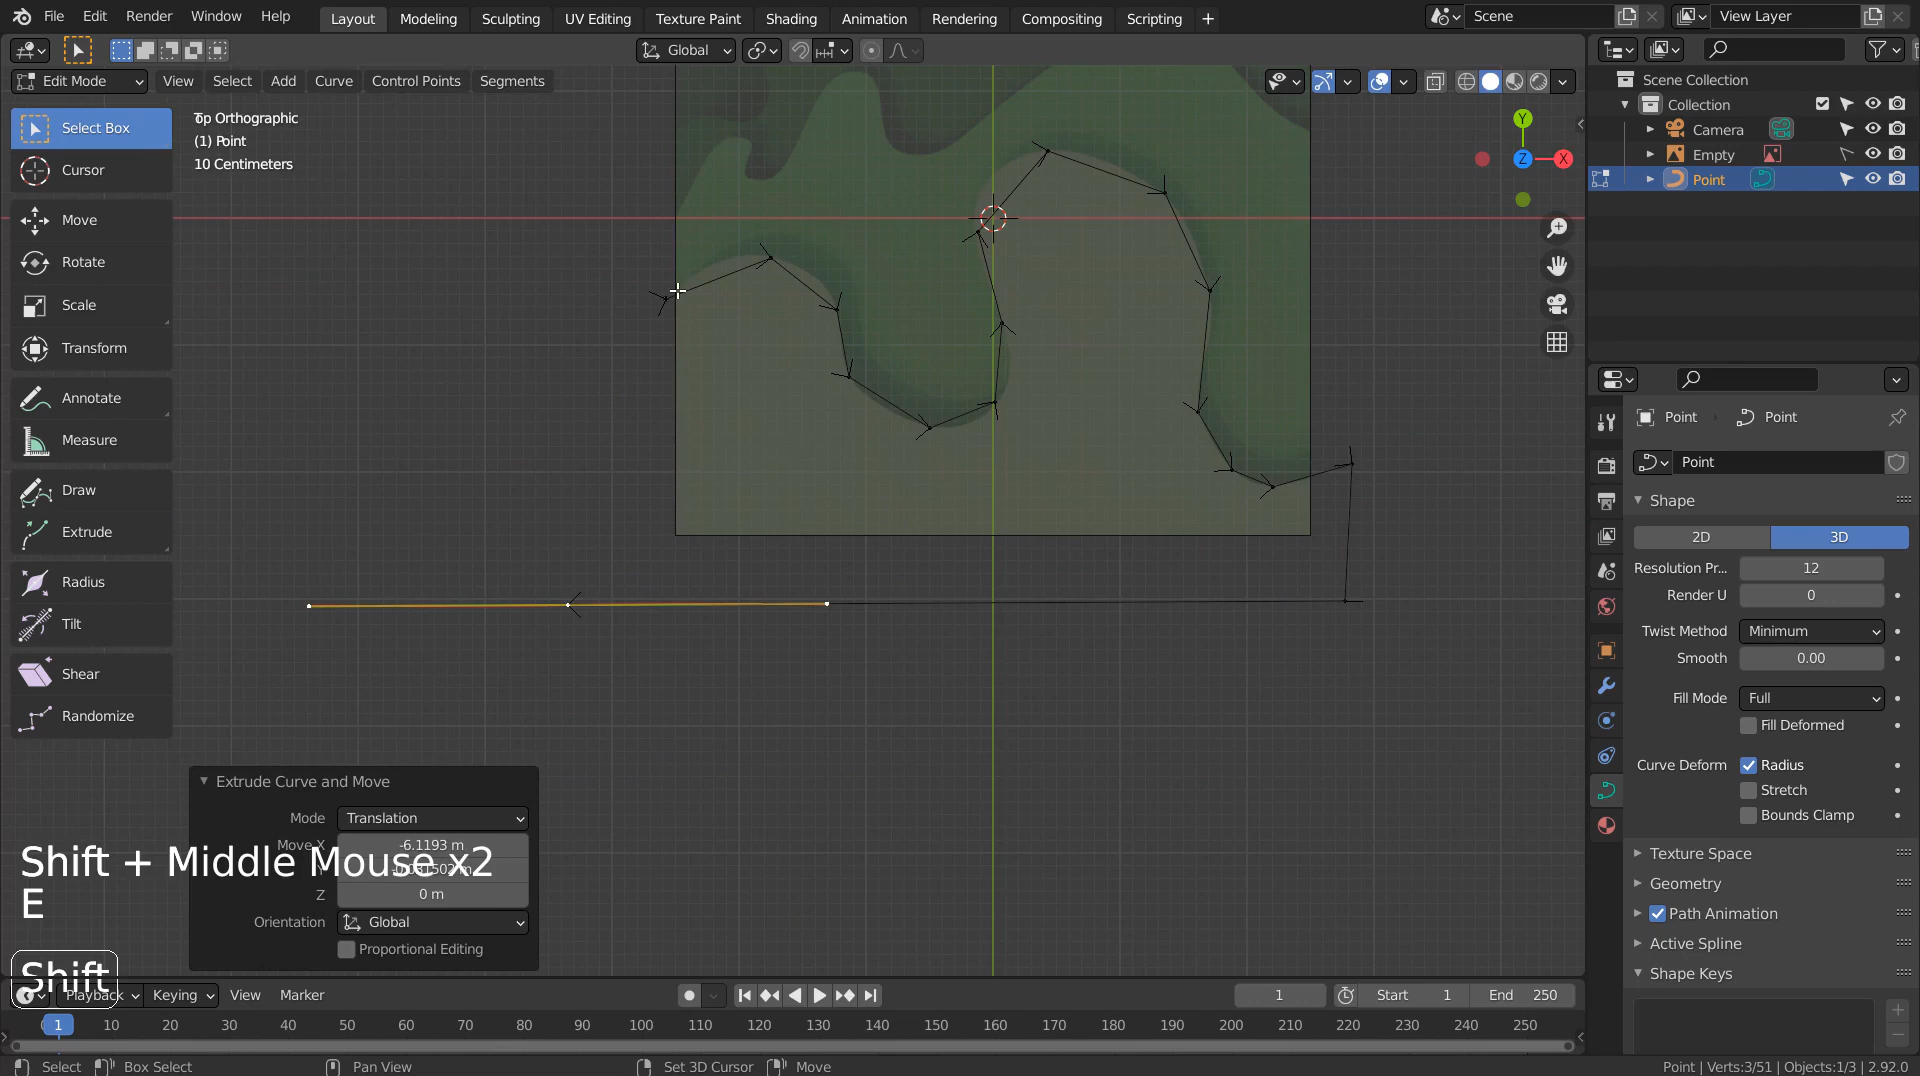 File Edit Render Window Help
Layout Modeling Sculpting UV Editing Texture Paint Shading Animation Rendering Compositing Scripting +
Scene
View Layer
Global
Edit Mode View Select Add Curve Control Points Segments
Select Box
Cursor
Move
Rotate
Scale
Transform
Annotate
Measure
Draw
Extrude
Radius
Tilt
Shear
Randomize
Top Orthographic
(1) Point
10 Centimeters
Y
Z
X
Extrude Curve and Move
Mode Translation
Move X -6.1193 m
Z 0 m
Orientation Global
Proportional Editing
Shift + Middle Mouse x2
E
Shift
Scene Collection
Collection
Camera
Empty
Point
Point Point
Point
Shape
2D 3D
Resolution Pr... 12
Render U 0
Twist Method Minimum
Smooth 0.00
Fill Mode Full
Fill Deformed
Curve Deform Radius
Stretch
Bounds Clamp
Texture Space
Geometry
Path Animation
Active Spline
Shape Keys
Playback Keying View Marker
1 Start 1 End 250
1 10 20 30 40 50 60 70 80 90 100 110 120 130 140 150 160 170 180 190 200 210 220 230 240 250
Select Box Select Pan View Set 3D Cursor Move
Point | Verts:3/51 | Objects:1/3 | 2.92.0